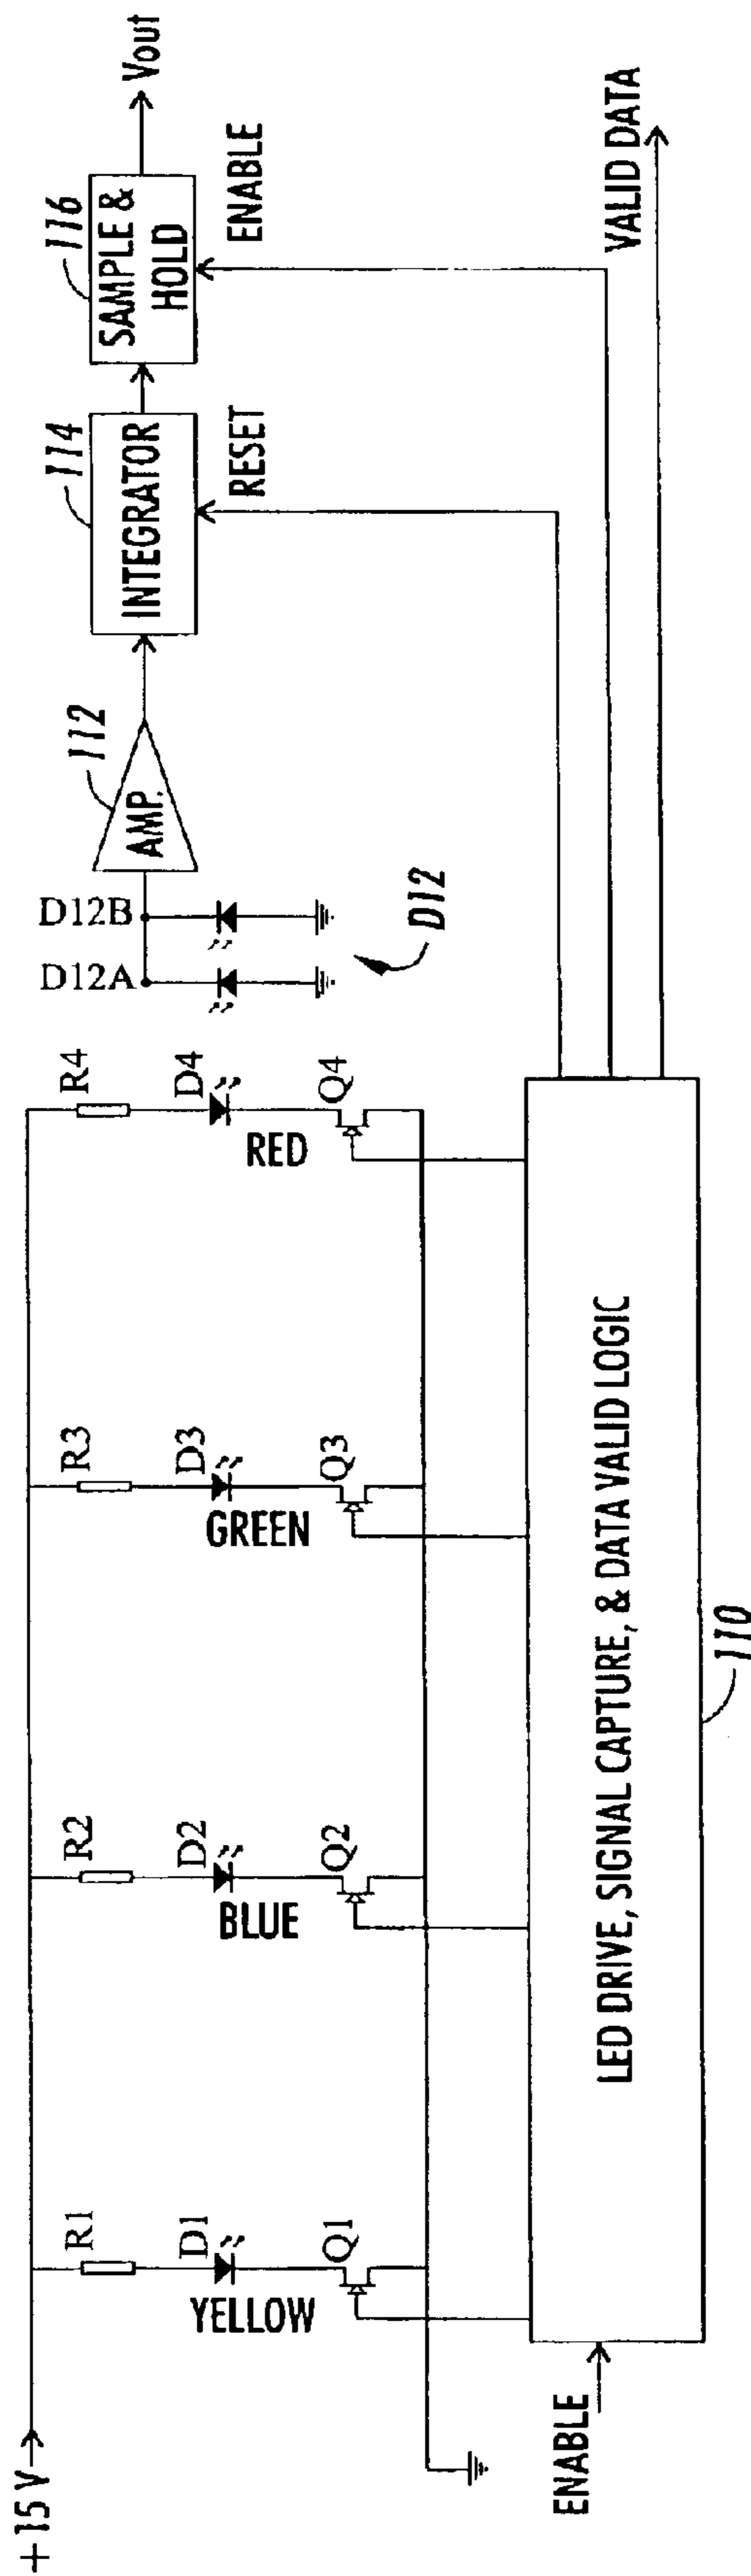 +15 V
R1
R2
R3
R4
D1
D2
D3
D4
YELLOW
BLUE
GREEN
RED
Q1
Q2
Q3
Q4
D12A
D12B
D12
AMP.
112
INTEGRATOR
114
RESET
SAMPLE &
HOLD
116
ENABLE
Vout
ENABLE
LED DRIVE, SIGNAL CAPTURE, & DATA VALID LOGIC
110
VALID DATA